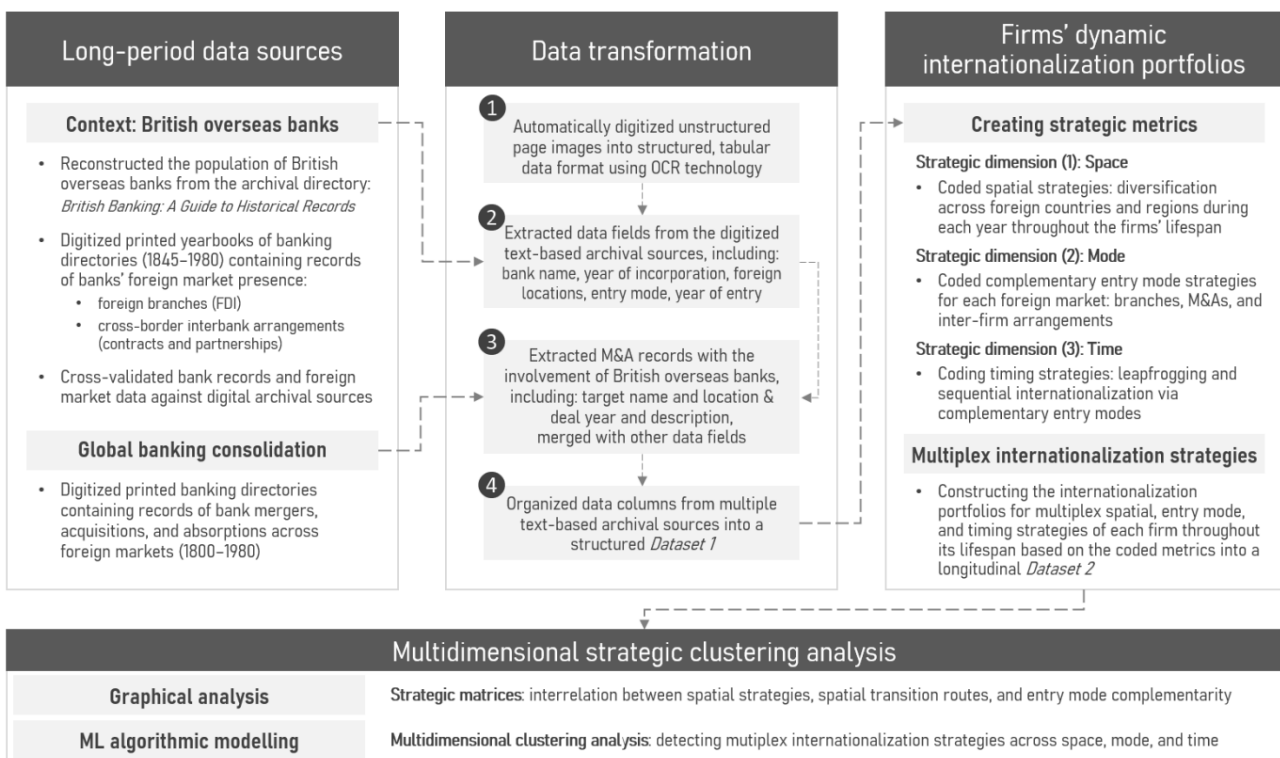 Long-period data sources
Context: British overseas banks
• Reconstructed the population of British
overseas banks from the archival directory:
British Banking: A Guide to Historical Records
• Digitized printed yearbooks of banking
directories (1845–1980) containing records
of banks' foreign market presence:
• foreign branches (FDI)
• cross-border interbank arrangements
(contracts and partnerships)
• Cross-validated bank records and foreign
market data against digital archival sources
Global banking consolidation
• Digitized printed banking directories
containing records of bank mergers,
acquisitions, and absorptions across
foreign markets (1800–1980)
Data transformation
1
Automatically digitized unstructured
page images into structured, tabular
data format using OCR technology
2
Extracted data fields from the digitized
text-based archival sources, including:
bank name, year of incorporation, foreign
locations, entry mode, year of entry
3
Extracted M&A records with the
involvement of British overseas banks,
including: target name and location &
deal year and description,
merged with other data fields
4
Organized data columns from multiple
text-based archival sources into a
structured Dataset 1
Firms' dynamic
internationalization portfolios
Creating strategic metrics
Strategic dimension (1): Space
• Coded spatial strategies: diversification
across foreign countries and regions during
each year throughout the firms' lifespan
Strategic dimension (2): Mode
• Coded complementary entry mode strategies
for each foreign market: branches, M&As, and
inter-firm arrangements
Strategic dimension (3): Time
• Coding timing strategies: leapfrogging and
sequential internationalization via
complementary entry modes
Multiplex internationalization strategies
• Constructing the internationalization
portfolios for multiplex spatial, entry mode,
and timing strategies of each firm throughout
its lifespan based on the coded metrics into a
longitudinal Dataset 2
Multidimensional strategic clustering analysis
Graphical analysis
Strategic matrices: interrelation between spatial strategies, spatial transition routes, and entry mode complementarity
ML algorithmic modelling
Multidimensional clustering analysis: detecting mutiplex internationalization strategies across space, mode, and time